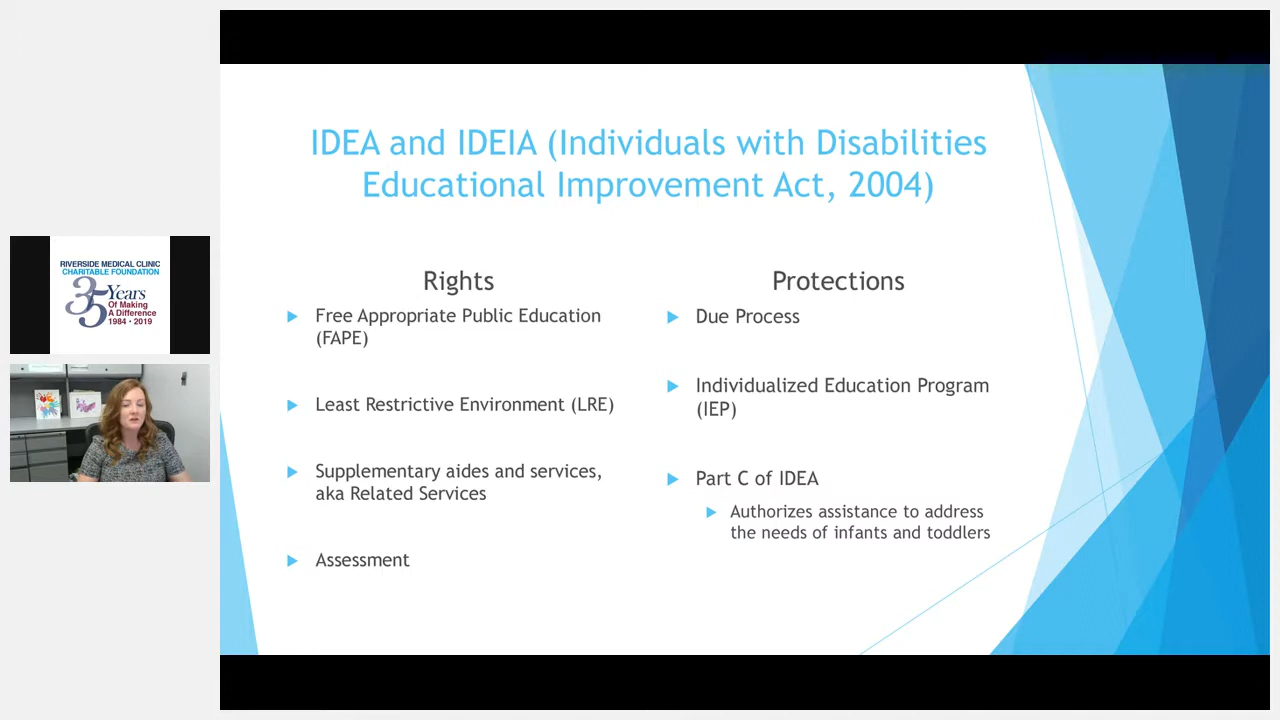 IDEA and IDEIA (Individuals with Disabilities
Educational Improvement Act, 2004)
Rights
Free Appropriate Public Education
(FAPE)
Least Restrictive Environment (LRE)
Supplementary aides and services,
aka Related Services
Assessment
Protections
Due Process
Individualized Education Program
(IEP)
Part C of IDEA
Authorizes assistance to address
the needs of infants and toddlers
RIVERSIDE MEDICAL CLINIC
CHARITABLE FOUNDATION
35 Years
Of Making
A Difference
1984 • 2019